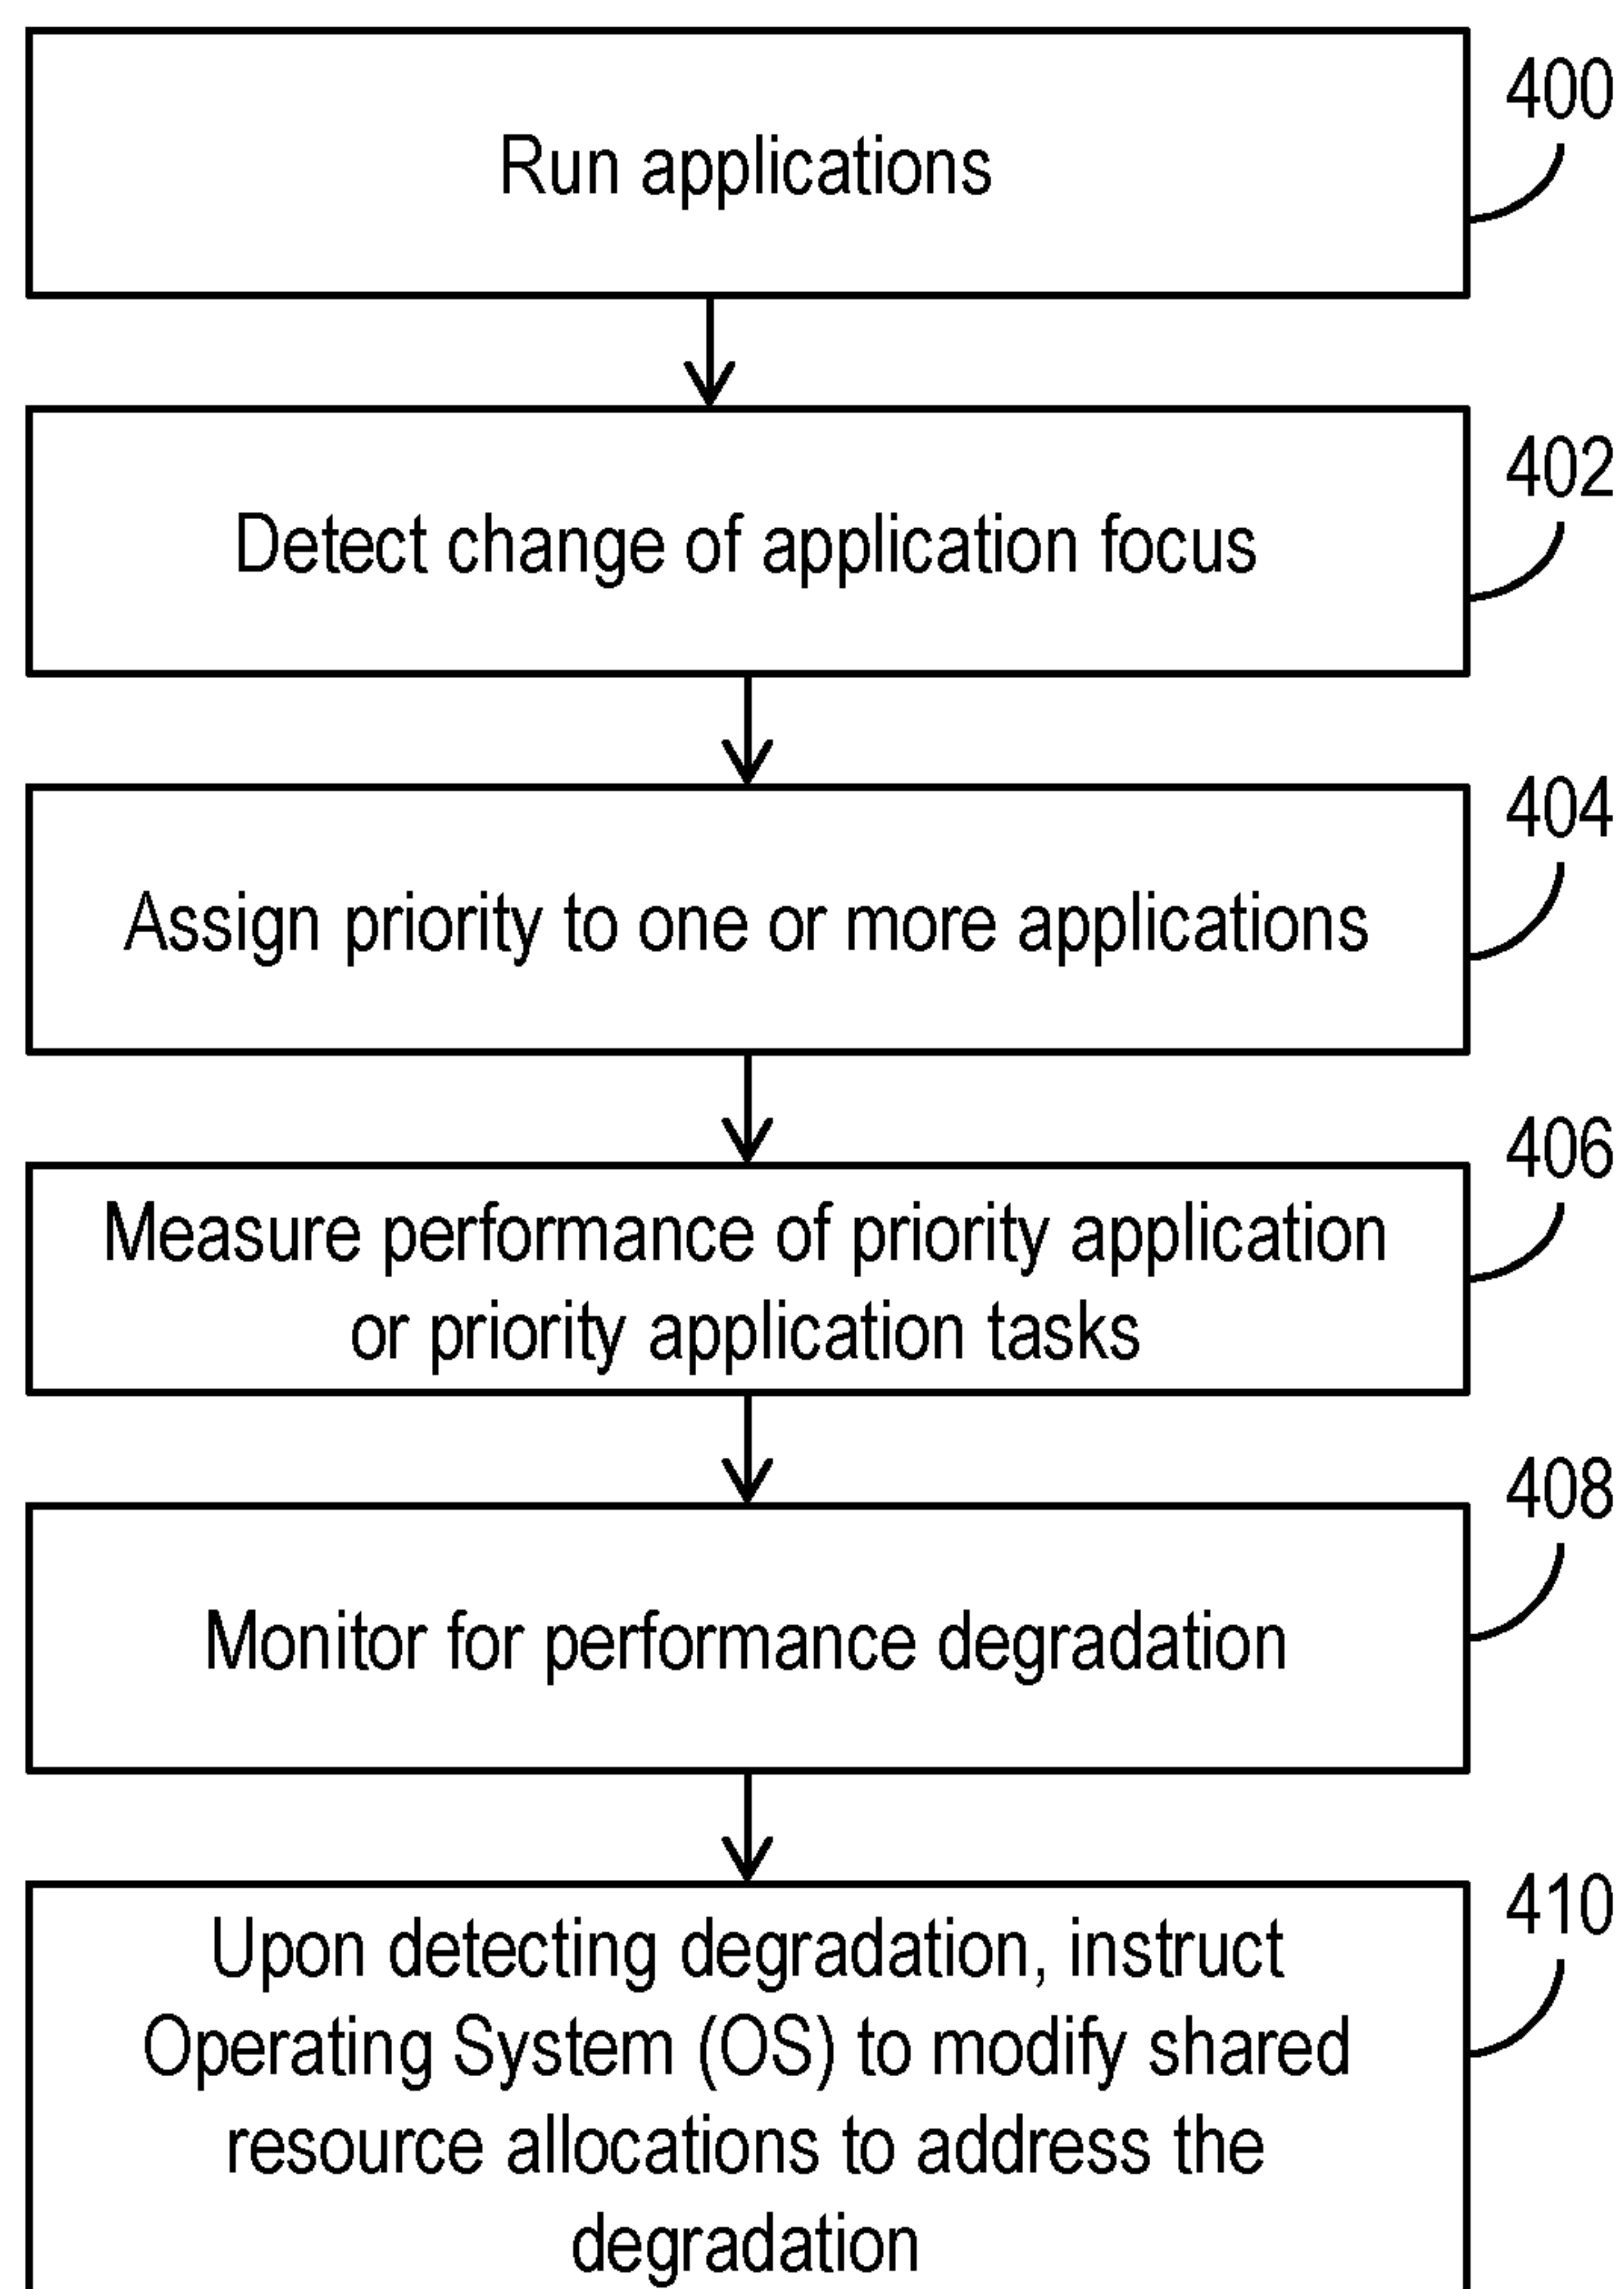 400
Run applications
402
Detect change of application focus
404
Assign priority to one or more applications
406
Measure performance of priority application
or priority application tasks
408
Monitor for performance degradation
410
Upon detecting degradation, instruct
Operating System (OS) to modify shared
resource allocations to address the
degradation